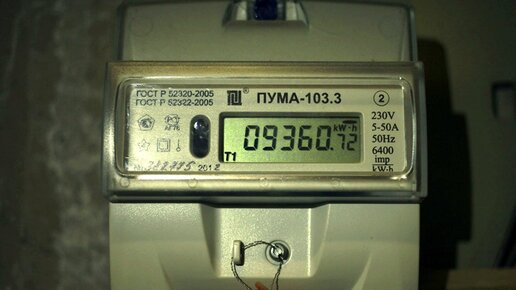 ГОСТ Р 52320-2005
ГОСТ Р 52322-2005
® ПУМА-103.3 2
230V
5-50A
50Hz
6400
imp
kW·h
09360.72 kW·h
T1
2012